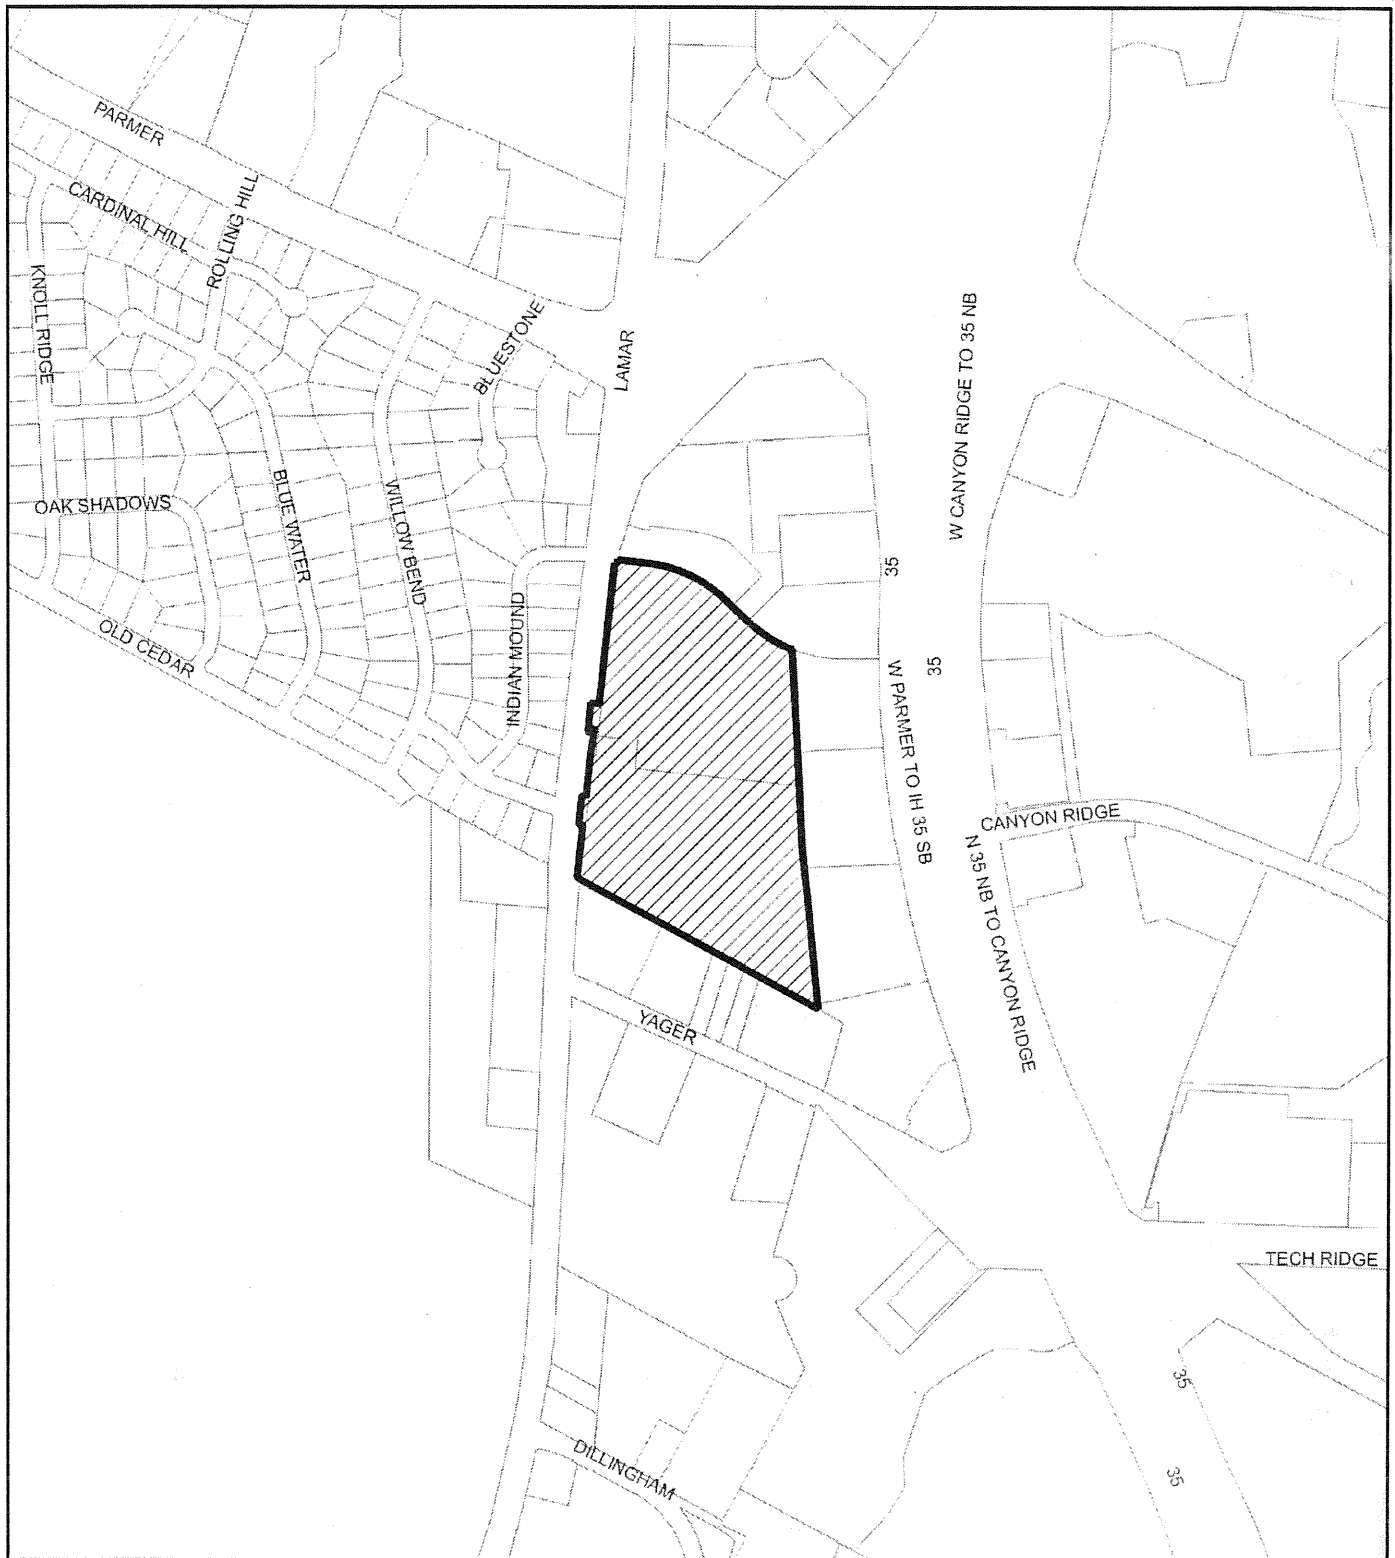 PARMER
CARDINAL HILL
ROLLING HILL
KNOLL RIDGE
BLUESTONE
LAMAR
W CANYON RIDGE TO 35 NB
OAK SHADOWS
BLUE WATER
WILLOW BEND
INDIAN MOUND
35
OLD CEDAR
35
W PARMER TO IH 35 SB
CANYON RIDGE
N 35 NB TO CANYON RIDGE
YAGER
TECH RIDGE
35
DILLINGHAM
35